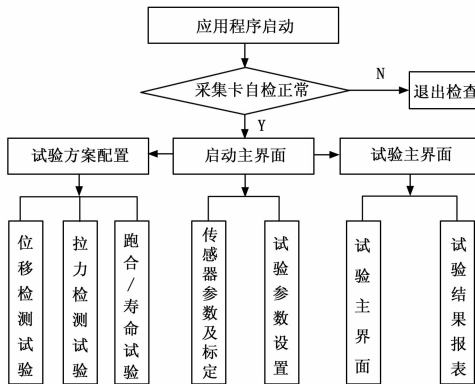 应用程序启动
采集卡自检正常
N
退出检查
Y
试验方案配置
启动主界面
试验主界面
位移检测试验
拉力检测试验
跑合/寿命试验
传感器参数及标定
试验参数设置
试验主界面
试验结果报表